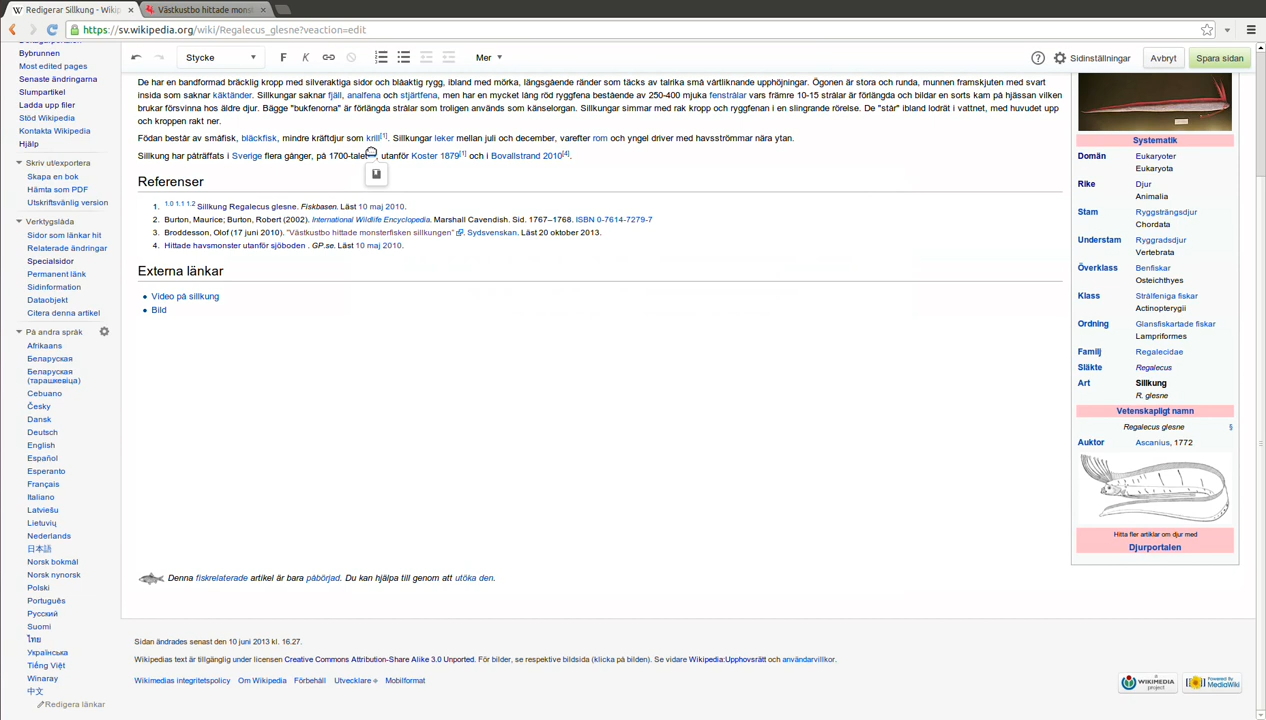 Redigerar Sillkung - Wikip
Västkustbo hittade monst
https://sv.wikipedia.org/wiki/Regalecus_glesne?veaction=edit
Stycke
F
K
Mer
Sidinställningar
Avbryt
Spara sidan
Bybrunnen
Most edited pages
Senaste ändringarna
Slumpartikel
Ladda upp filer
Stöd Wikipedia
Kontakta Wikipedia
Hjälp
Skriv ut/exportera
Skapa en bok
Hämta som PDF
Utskriftsvänlig version
Verktygslåda
Sidor som länkar hit
Relaterade ändringar
Specialsidor
Permanent länk
Sidinformation
Dataobjekt
Citera denna artikel
På andra språk
Afrikaans
Беларуская
Беларуская
(тарашкевіца)
Cebuano
Česky
Dansk
Deutsch
English
Español
Esperanto
Français
Italiano
Latviešu
Lietuvių
Nederlands
日本語
Norsk bokmål
Norsk nynorsk
Polski
Português
Русский
Suomi
ไทย
Українська
Tiếng Việt
Winaray
中文
Redigera länkar
De har en bandformad bräcklig kropp med silveraktiga sidor och blåaktig rygg, ibland med mörka, längsgående ränder som täcks av talrika små vårtliknande upphöjningar. Ögonen är stora och runda, munnen framskjuten med svart
insida som saknar käktänder. Sillkungar saknar fjäll, analfena och stjärtfena, men har en mycket lång röd ryggfena bestående av 250-400 mjuka fenstrålar vars främre 10-15 strålar är förlängda och bildar en sorts kam på hjässan vilken
brukar försvinna hos äldre djur. Bägge "bukfenorna" är förlängda strålar som troligen används som känselorgan. Sillkungar simmar med rak kropp och ryggfenan i en slingrande rörelse. De "står" ibland lodrät i vattnet, med huvudet upp
och kroppen rakt ner.
Födan består av småfisk, bläckfisk, mindre kräftdjur som krill[1]. Sillkungar leker mellan juli och december, varefter rom och yngel driver med havsströmmar nära ytan.
Sillkung har påträffats i Sverige flera gånger, på 1700-talet, utanför Koster 1879[1] och i Bovallstrand 2010[4].
Referenser
1. 1.0 1.1 1.2 Sillkung Regalecus glesne. Fiskbasen. Läst 10 maj 2010.
2. Burton, Maurice; Burton, Robert (2002). International Wildlife Encyclopedia. Marshall Cavendish. Sid. 1767–1768. ISBN 0-7614-7279-7
3. Broddesson, Olof (17 juni 2010). "Västkustbo hittade monsterfisken sillkungen" . Sydsvenskan. Läst 20 oktober 2013.
4. Hittade havsmonster utanför sjöboden . GP.se. Läst 10 maj 2010.
Externa länkar
• Video på sillkung
• Bild
Denna fiskrelaterade artikel är bara påbörjad. Du kan hjälpa till genom att utöka den.
Systematik
Domän Eukaryoter
Eukaryota
Rike Djur
Animalia
Stam Ryggsträngsdjur
Chordata
Understam Ryggradsdjur
Vertebrata
Överklass Benfiskar
Osteichthyes
Klass Strålfeniga fiskar
Actinopterygii
Ordning Glansfiskartade fiskar
Lampriformes
Familj Regalecidae
Släkte Regalecus
Art Sillkung
R. glesne
Vetenskapligt namn
Regalecus glesne §
Auktor Ascanius, 1772
Hitta fler artiklar om djur med
Djurportalen
Sidan ändrades senast den 10 juni 2013 kl. 16.27.
Wikipedias text är tillgänglig under licensen Creative Commons Attribution-Share Alike 3.0 Unported. För bilder, se respektive bildsida (klicka på bilden). Se vidare Wikipedia:Upphovsrätt och användarvillkor.
Wikimedias integritetspolicy Om Wikipedia Förbehåll Utvecklare Mobilformat
WIKIMEDIA
project
Powered By
MediaWiki